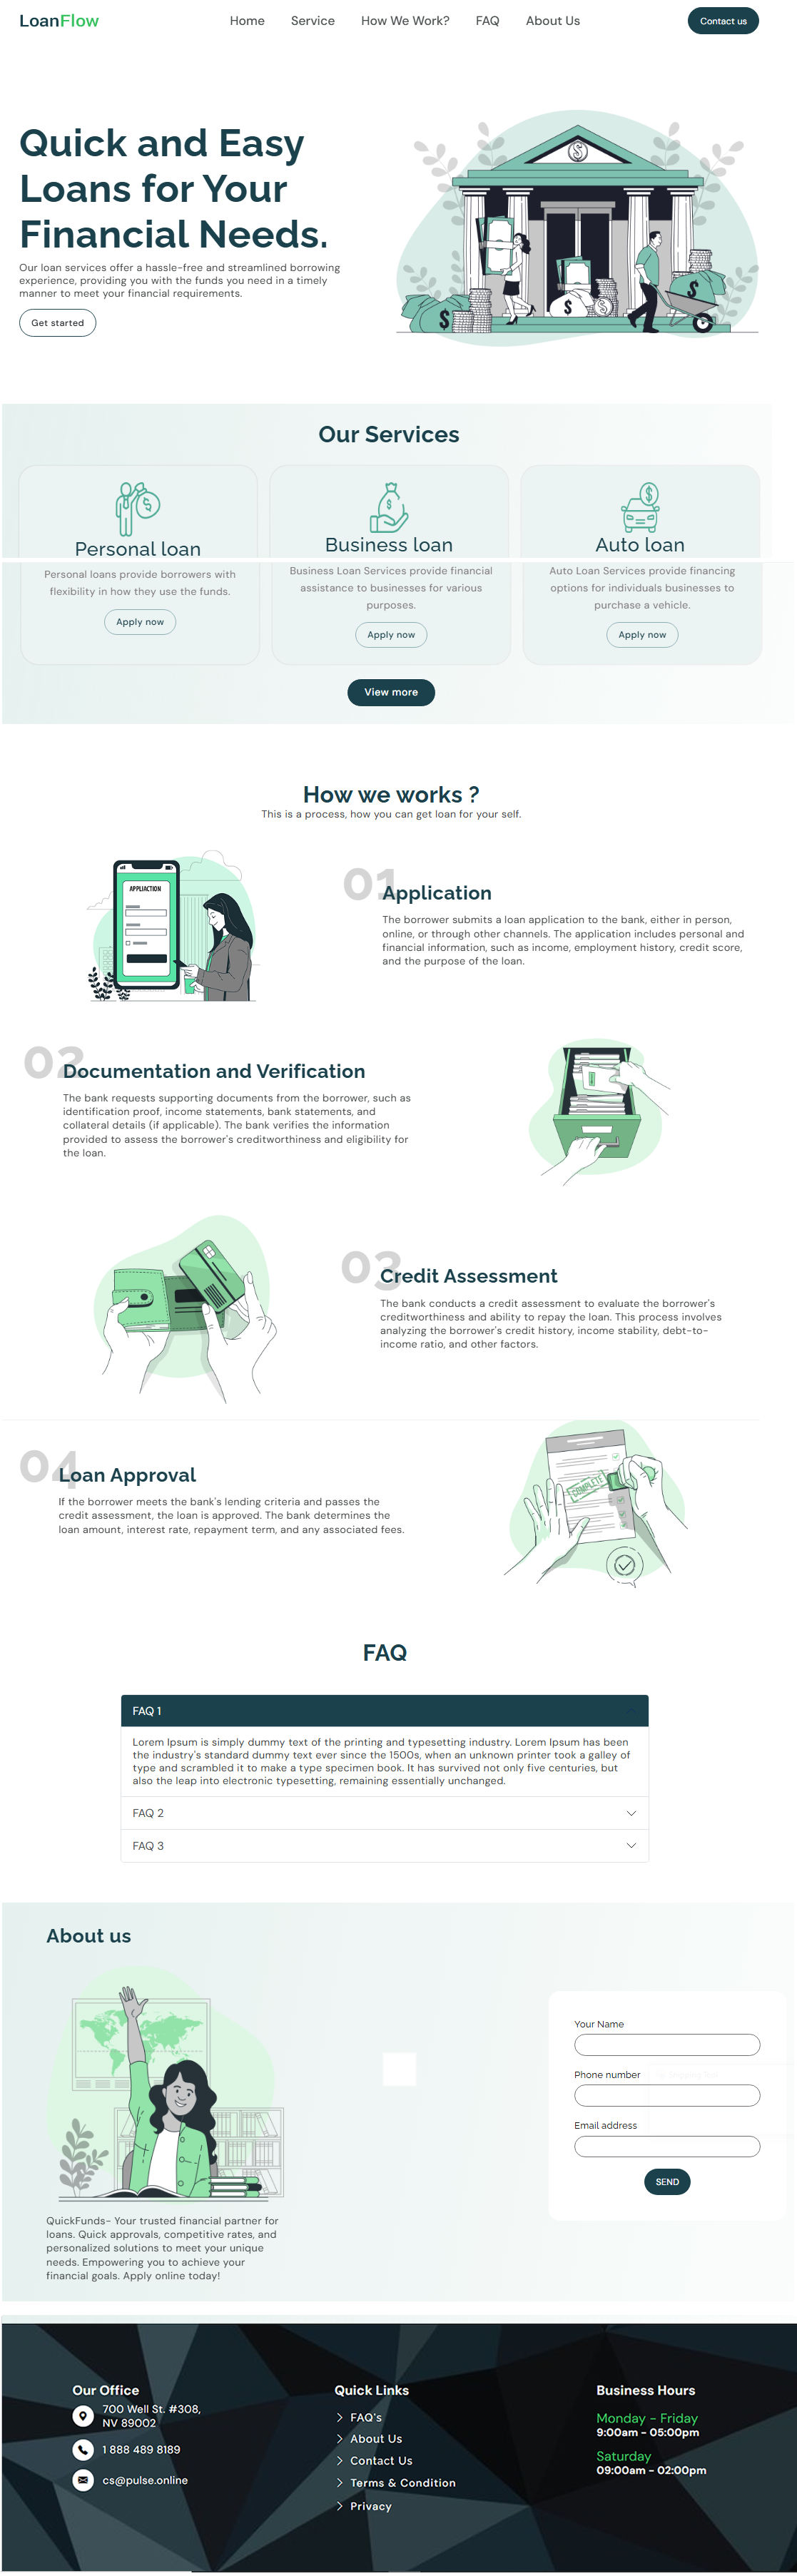 LoanFlow
Home
Service
How We Work?
FAQ
About Us
Contact us
Quick and Easy
Loans for Your
Financial Needs.
Our loan services offer a hassle-free and streamlined borrowing
experience, providing you with the funds you need in a timely
manner to meet your financial requirements.
Get started
Our Services
Personal loan
Personal loans provide borrowers with
flexibility in how they use the funds.
Apply now
Business loan
Business Loan Services provide financial
assistance to businesses for various
purposes.
Apply now
Auto loan
Auto Loan Services provide financing
options for individuals businesses to
purchase a vehicle.
Apply now
View more
How we works ?
This is a process, how you can get loan for your self.
APPLIACTION
01
Application
The borrower submits a loan application to the bank, either in person,
online, or through other channels. The application includes personal and
financial information, such as income, employment history, credit score,
and the purpose of the loan.
02
Documentation and Verification
The bank requests supporting documents from the borrower, such as
identification proof, income statements, bank statements, and
collateral details (if applicable). The bank verifies the information
provided to assess the borrower's creditworthiness and eligibility for
the loan.
03
Credit Assessment
The bank conducts a credit assessment to evaluate the borrower's
creditworthiness and ability to repay the loan. This process involves
analyzing the borrower's credit history, income stability, debt-to-
income ratio, and other factors.
04
Loan Approval
If the borrower meets the bank's lending criteria and passes the
credit assessment, the loan is approved. The bank determines the
loan amount, interest rate, repayment term, and any associated fees.
COMPLETE
FAQ
FAQ 1
Lorem Ipsum is simply dummy text of the printing and typesetting industry. Lorem Ipsum has been
the industry's standard dummy text ever since the 1500s, when an unknown printer took a galley of
type and scrambled it to make a type specimen book. It has survived not only five centuries, but
also the leap into electronic typesetting, remaining essentially unchanged.
FAQ 2
FAQ 3
About us
QuickFunds- Your trusted financial partner for
loans. Quick approvals, competitive rates, and
personalized solutions to meet your unique
needs. Empowering you to achieve your
financial goals. Apply online today!
Your Name
Phone number
Email address
SEND
Our Office
700 Well St. #308,
NV 89002
1 888 489 8189
cs@pulse.online
Quick Links
FAQ's
About Us
Contact Us
Terms & Condition
Privacy
Business Hours
Monday - Friday
9:00am - 05:00pm
Saturday
09:00am - 02:00pm